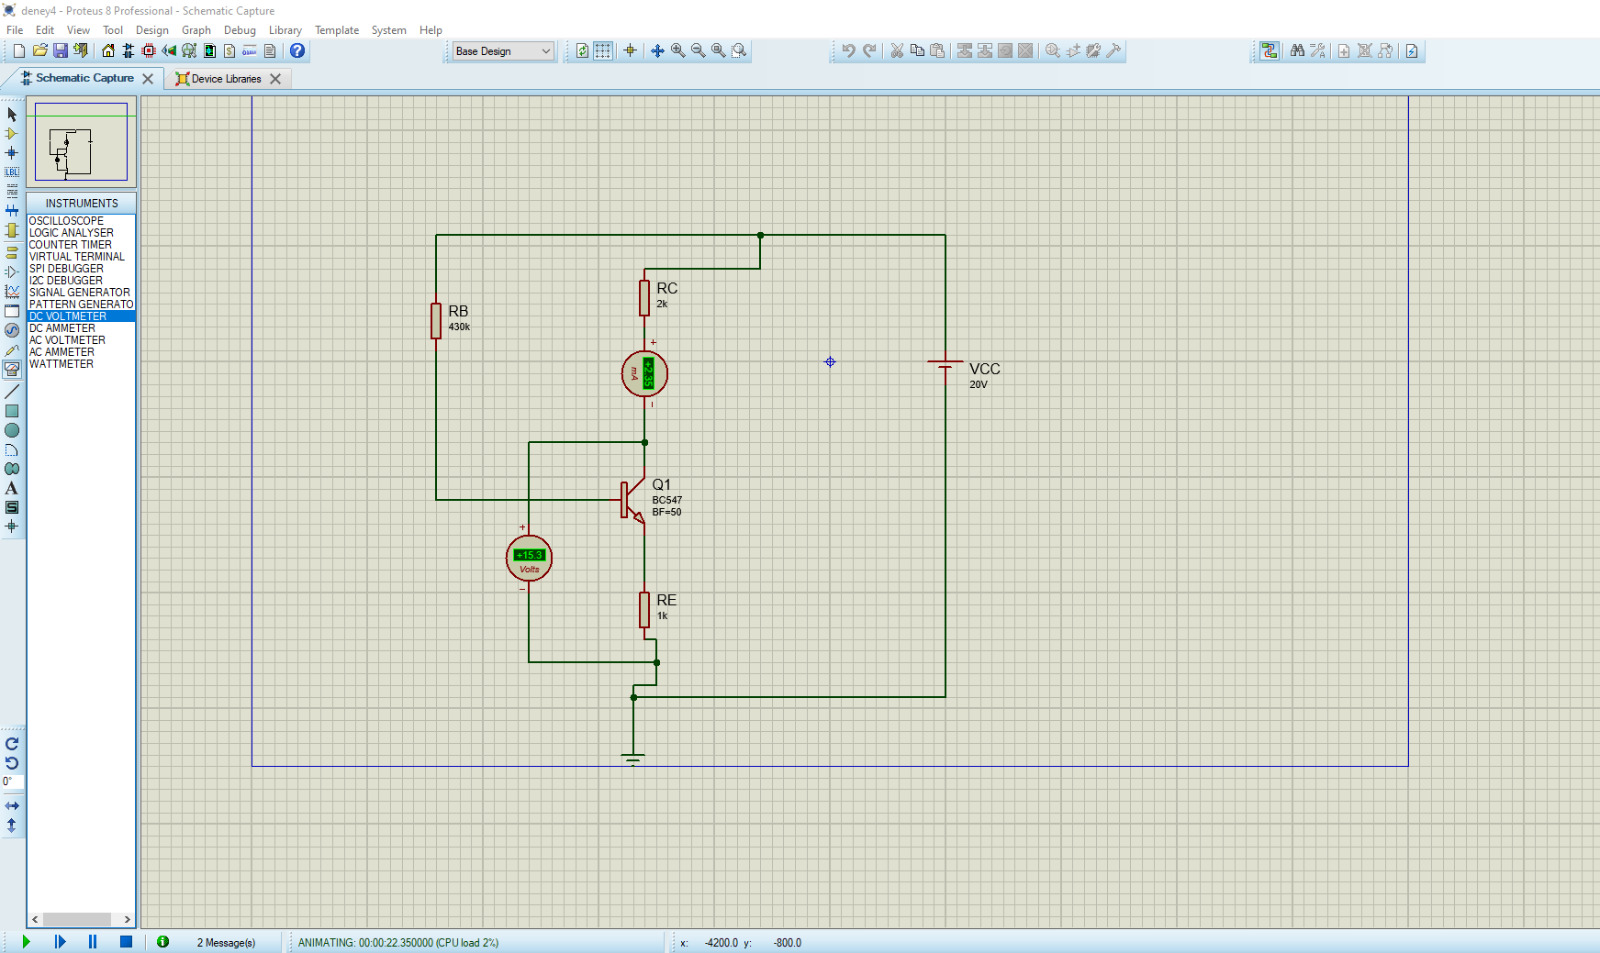 deney4 - Proteus 8 Professional - Schematic Capture
File Edit View Tool Design Graph Debug Library Template System Help
Base Design
Schematic Capture
Device Libraries
LBL
INSTRUMENTS
OSCILLOSCOPE
LOGIC ANALYSER
COUNTER TIMER
VIRTUAL TERMINAL
SPI DEBUGGER
I2C DEBUGGER
SIGNAL GENERATOR
PATTERN GENERATO
DC VOLTMETER
DC AMMETER
AC VOLTMETER
AC AMMETER
WATTMETER
A
S
0°
RB
430k
RC
2k
+
+2.35
mA
VCC
20V
Q1
BC547
BF=50
+
+15.3
Volts
−
RE
1k
2 Message(s)
ANIMATING: 00:00:22.350000 (CPU load 2%)
x: -4200.0 y: -800.0